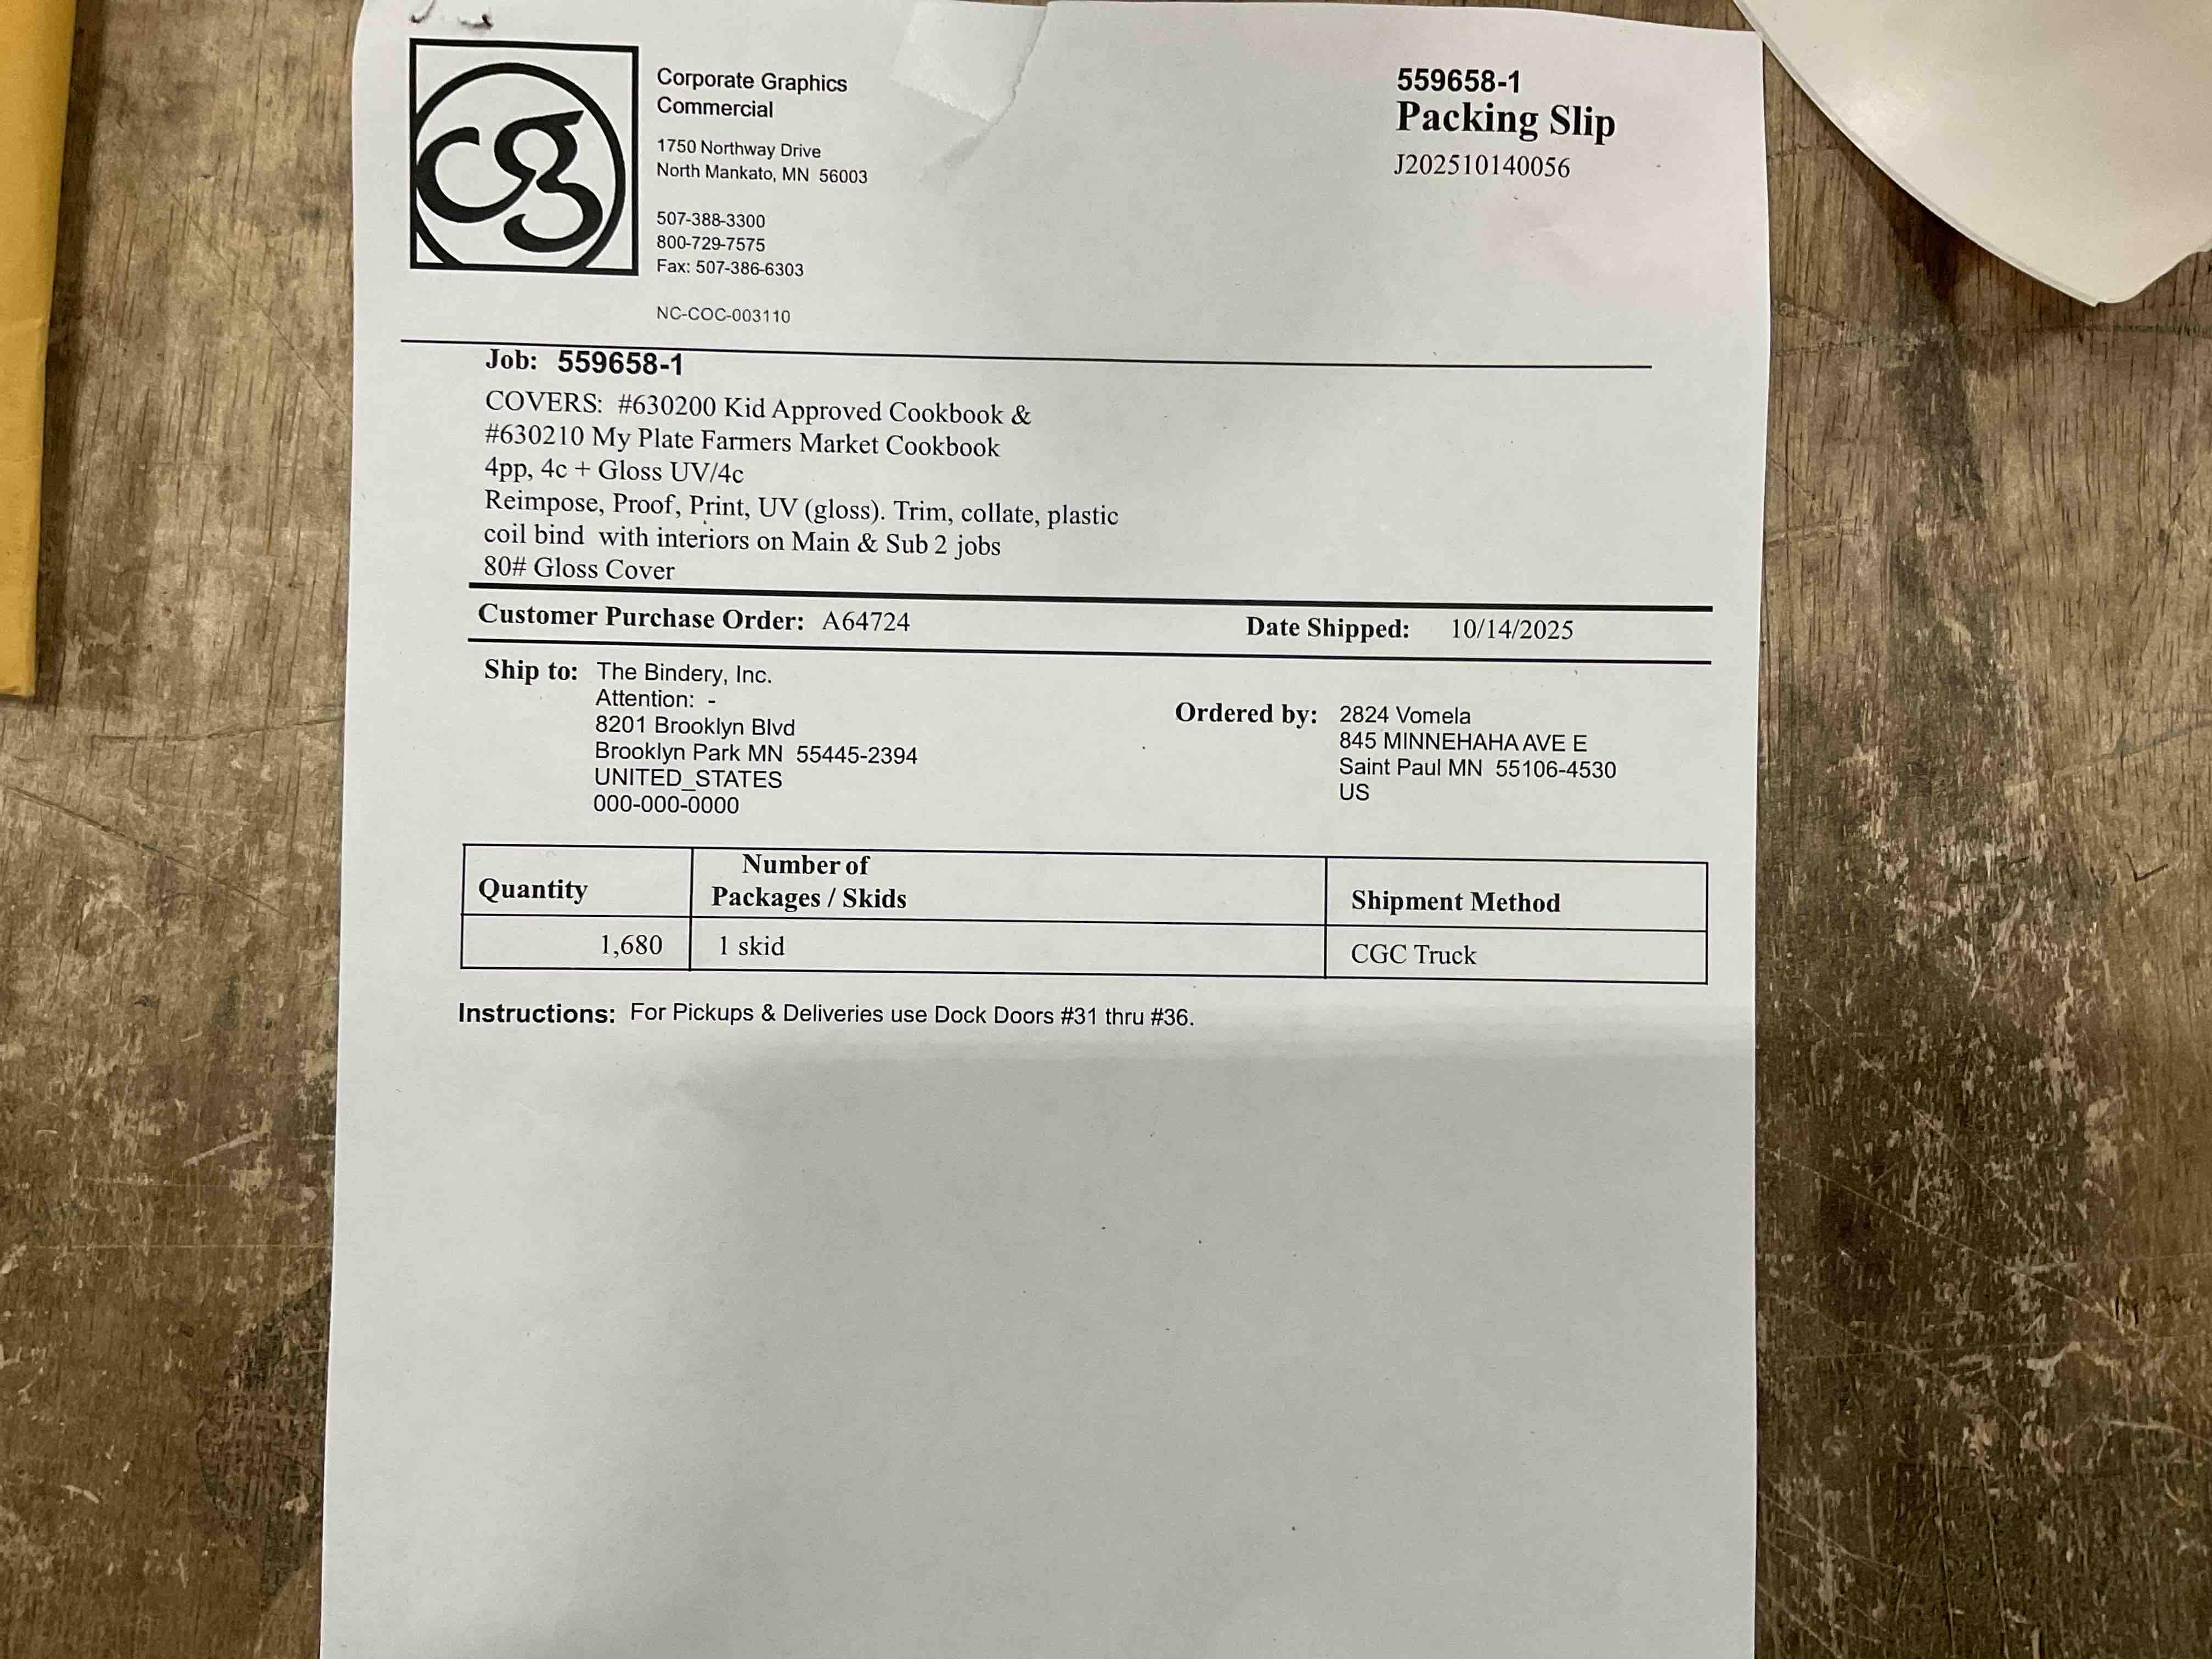 cg
Corporate Graphics
Commercial
1750 Northway Drive
North Mankato, MN 56003
507-388-3300
800-729-7575
Fax: 507-386-6303
NC-COC-003110
559658-1
Packing Slip
J202510140056
Job: 559658-1
COVERS: #630200 Kid Approved Cookbook &
#630210 My Plate Farmers Market Cookbook
4pp, 4c + Gloss UV/4c
Reimpose, Proof, Print, UV (gloss). Trim, collate, plastic
coil bind with interiors on Main & Sub 2 jobs
80# Gloss Cover
Customer Purchase Order: A64724
Date Shipped: 10/14/2025
Ship to: The Bindery, Inc.
Attention: -
8201 Brooklyn Blvd
Brooklyn Park MN 55445-2394
UNITED_STATES
000-000-0000
Ordered by: 2824 Vomela
845 MINNEHAHA AVE E
Saint Paul MN 55106-4530
US
Quantity
Number of
Packages / Skids
Shipment Method
1,680
1 skid
CGC Truck
Instructions: For Pickups & Deliveries use Dock Doors #31 thru #36.